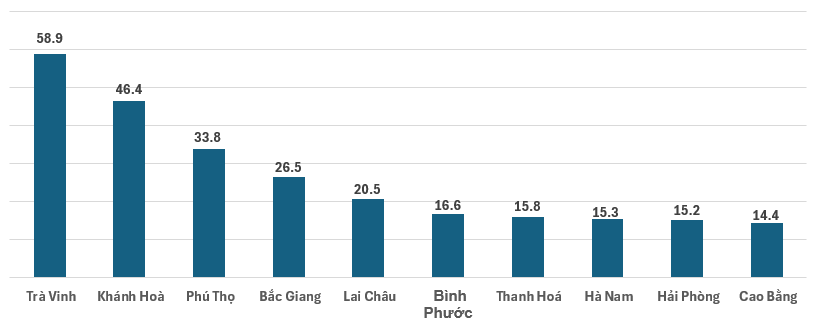 58.9
46.4
33.8
26.5
20.5
16.6
15.8
15.3
15.2
14.4
Trà Vinh
Khánh Hoà
Phú Thọ
Bắc Giang
Lai Châu
Bình
Phước
Thanh Hoá
Hà Nam
Hải Phòng
Cao Bằng